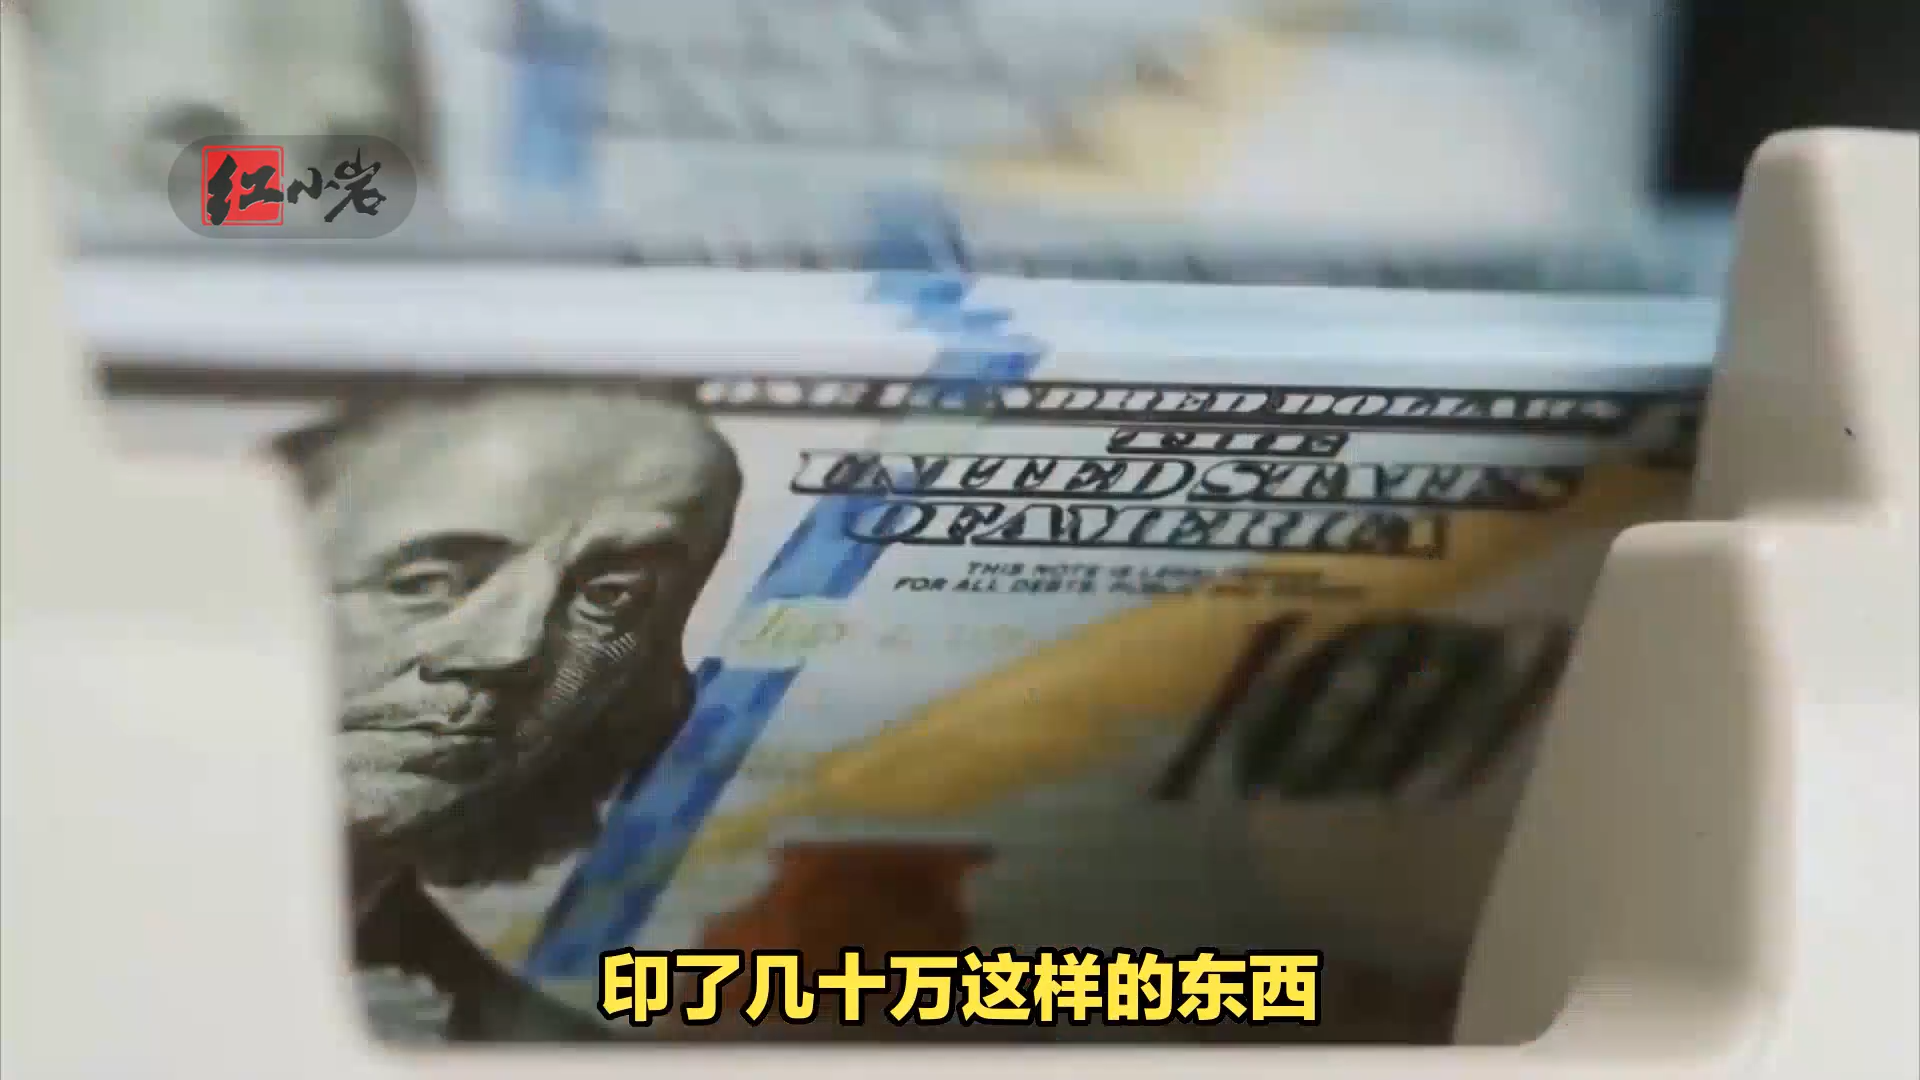 红小岩
ONE HUNDRED DOLLARS
THE
UNITED STATES
OF AMERICA
THIS NOTE IS LEGAL TENDER
FOR ALL DEBTS, PUBLIC AND PRIVATE
印了几十万这样的东西